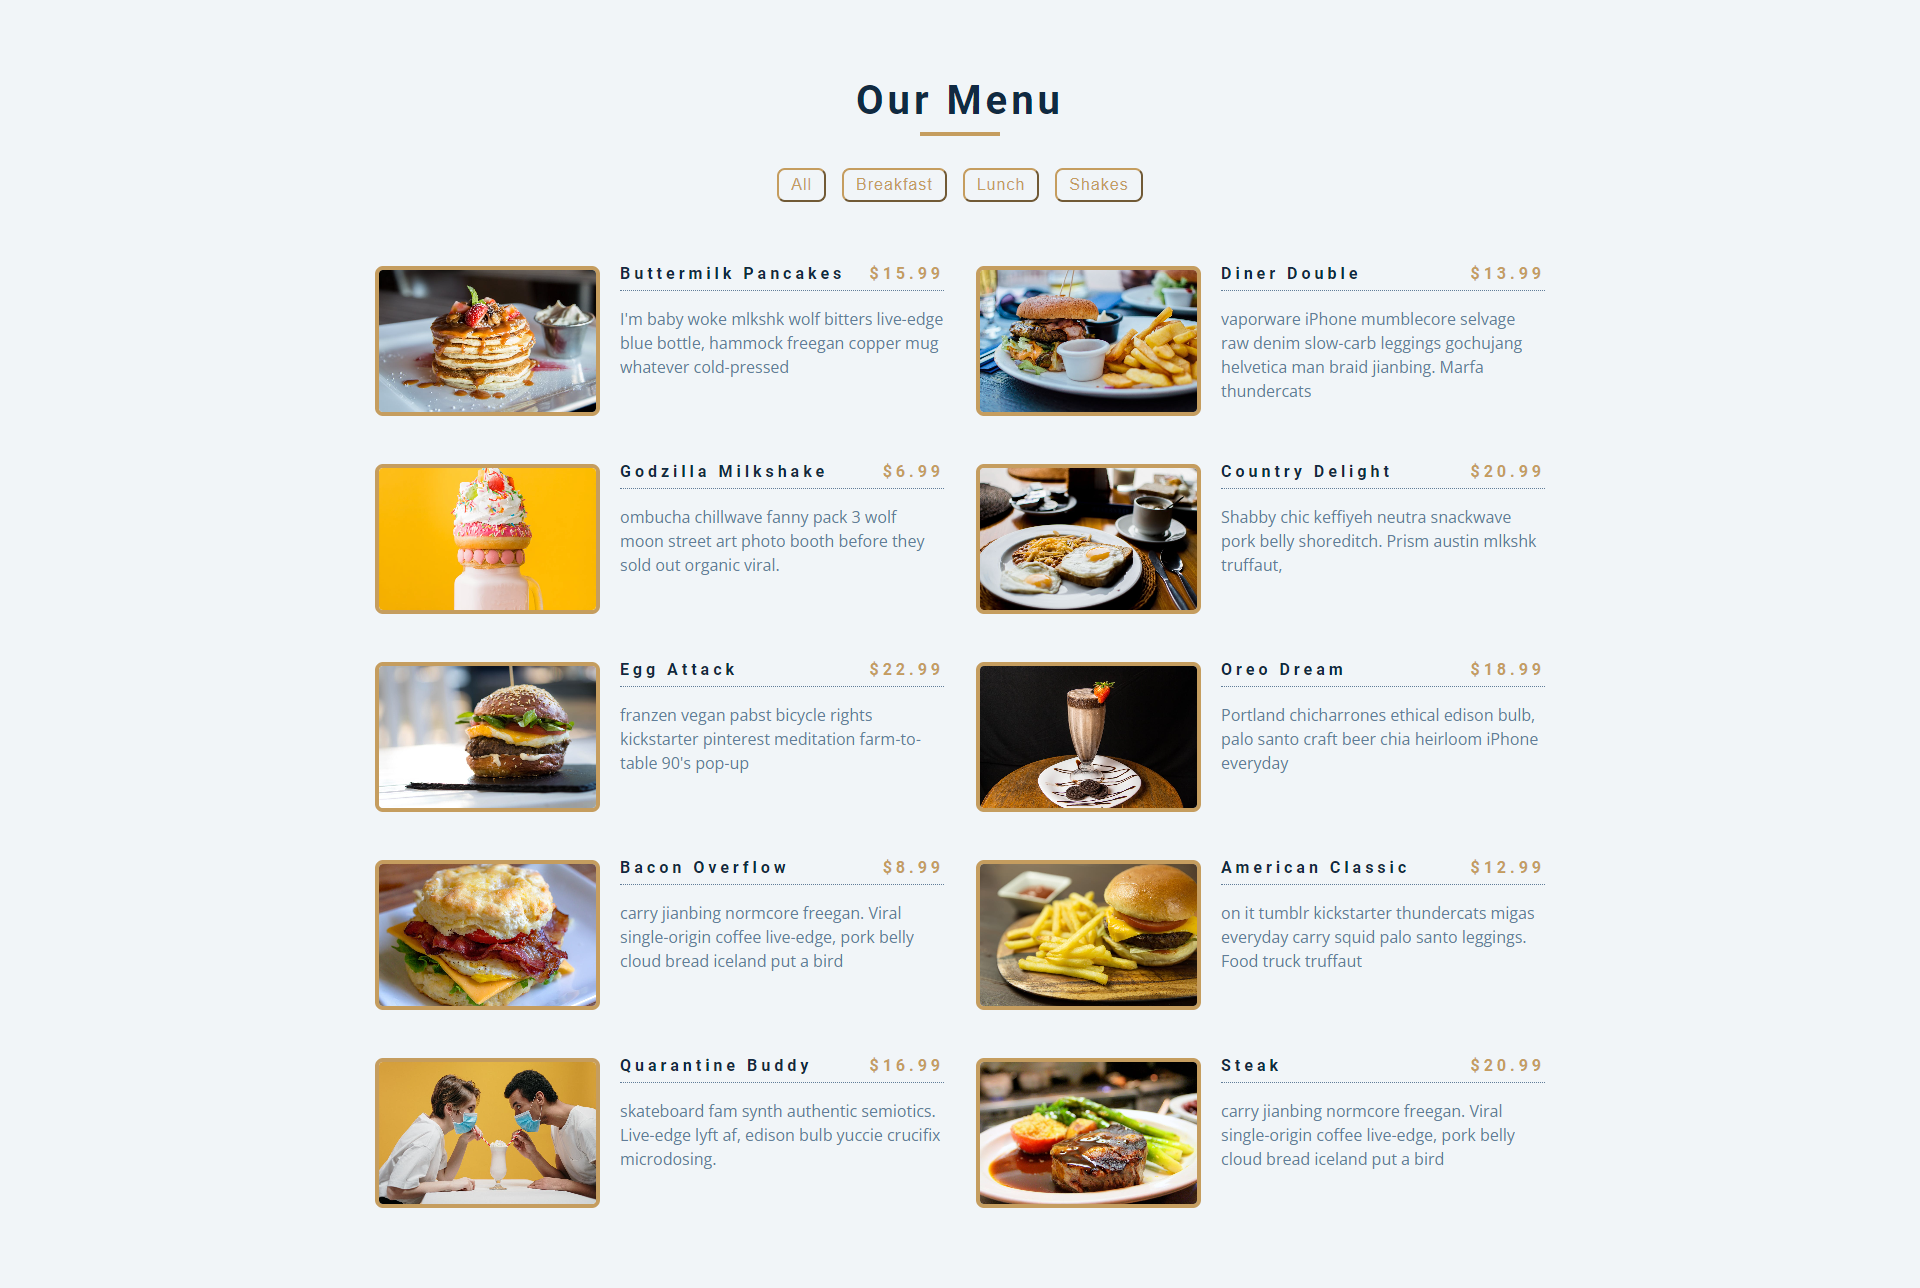 Our Menu
All
Breakfast
Lunch
Shakes
Buttermilk Pancakes $15.99
I'm baby woke mlkshk wolf bitters live-edge
blue bottle, hammock freegan copper mug
whatever cold-pressed
Diner Double $13.99
vaporware iPhone mumblecore selvage
raw denim slow-carb leggings gochujang
helvetica man braid jianbing. Marfa
thundercats
Godzilla Milkshake $6.99
ombucha chillwave fanny pack 3 wolf
moon street art photo booth before they
sold out organic viral.
Country Delight $20.99
Shabby chic keffiyeh neutra snackwave
pork belly shoreditch. Prism austin mlkshk
truffaut,
Egg Attack $22.99
franzen vegan pabst bicycle rights
kickstarter pinterest meditation farm-to-
table 90's pop-up
Oreo Dream $18.99
Portland chicharrones ethical edison bulb,
palo santo craft beer chia heirloom iPhone
everyday
Bacon Overflow $8.99
carry jianbing normcore freegan. Viral
single-origin coffee live-edge, pork belly
cloud bread iceland put a bird
American Classic $12.99
on it tumblr kickstarter thundercats migas
everyday carry squid palo santo leggings.
Food truck truffaut
Quarantine Buddy $16.99
skateboard fam synth authentic semiotics.
Live-edge lyft af, edison bulb yuccie crucifix
microdosing.
Steak $20.99
carry jianbing normcore freegan. Viral
single-origin coffee live-edge, pork belly
cloud bread iceland put a bird